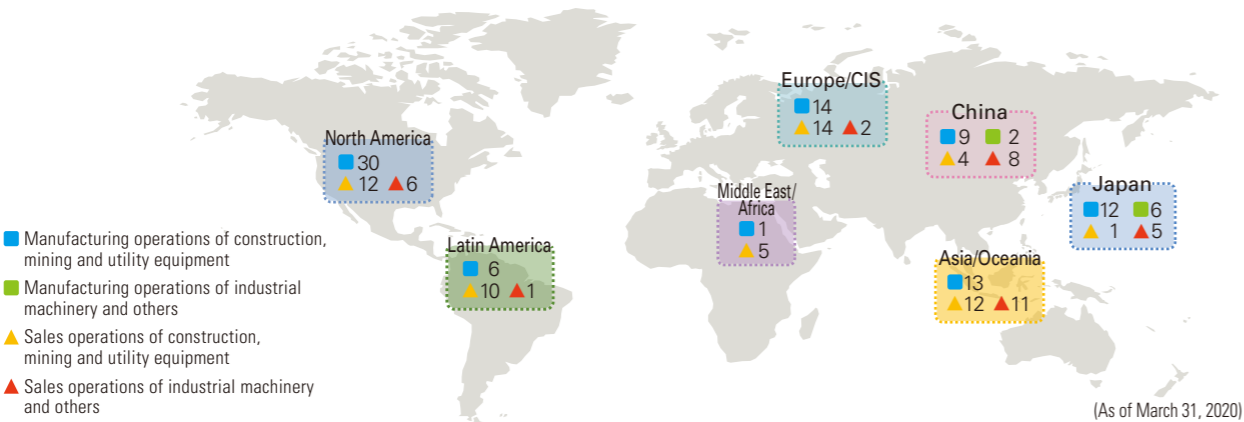 North America
30
12 6
Latin America
6
10 1
Europe/CIS
14
14 2
Middle East/
Africa
1
5
China
9 2
4 8
Japan
12 6
1 5
Asia/Oceania
13
12 11
Manufacturing operations of construction,
mining and utility equipment
Manufacturing operations of industrial
machinery and others
Sales operations of construction,
mining and utility equipment
Sales operations of industrial machinery
and others
(As of March 31, 2020)